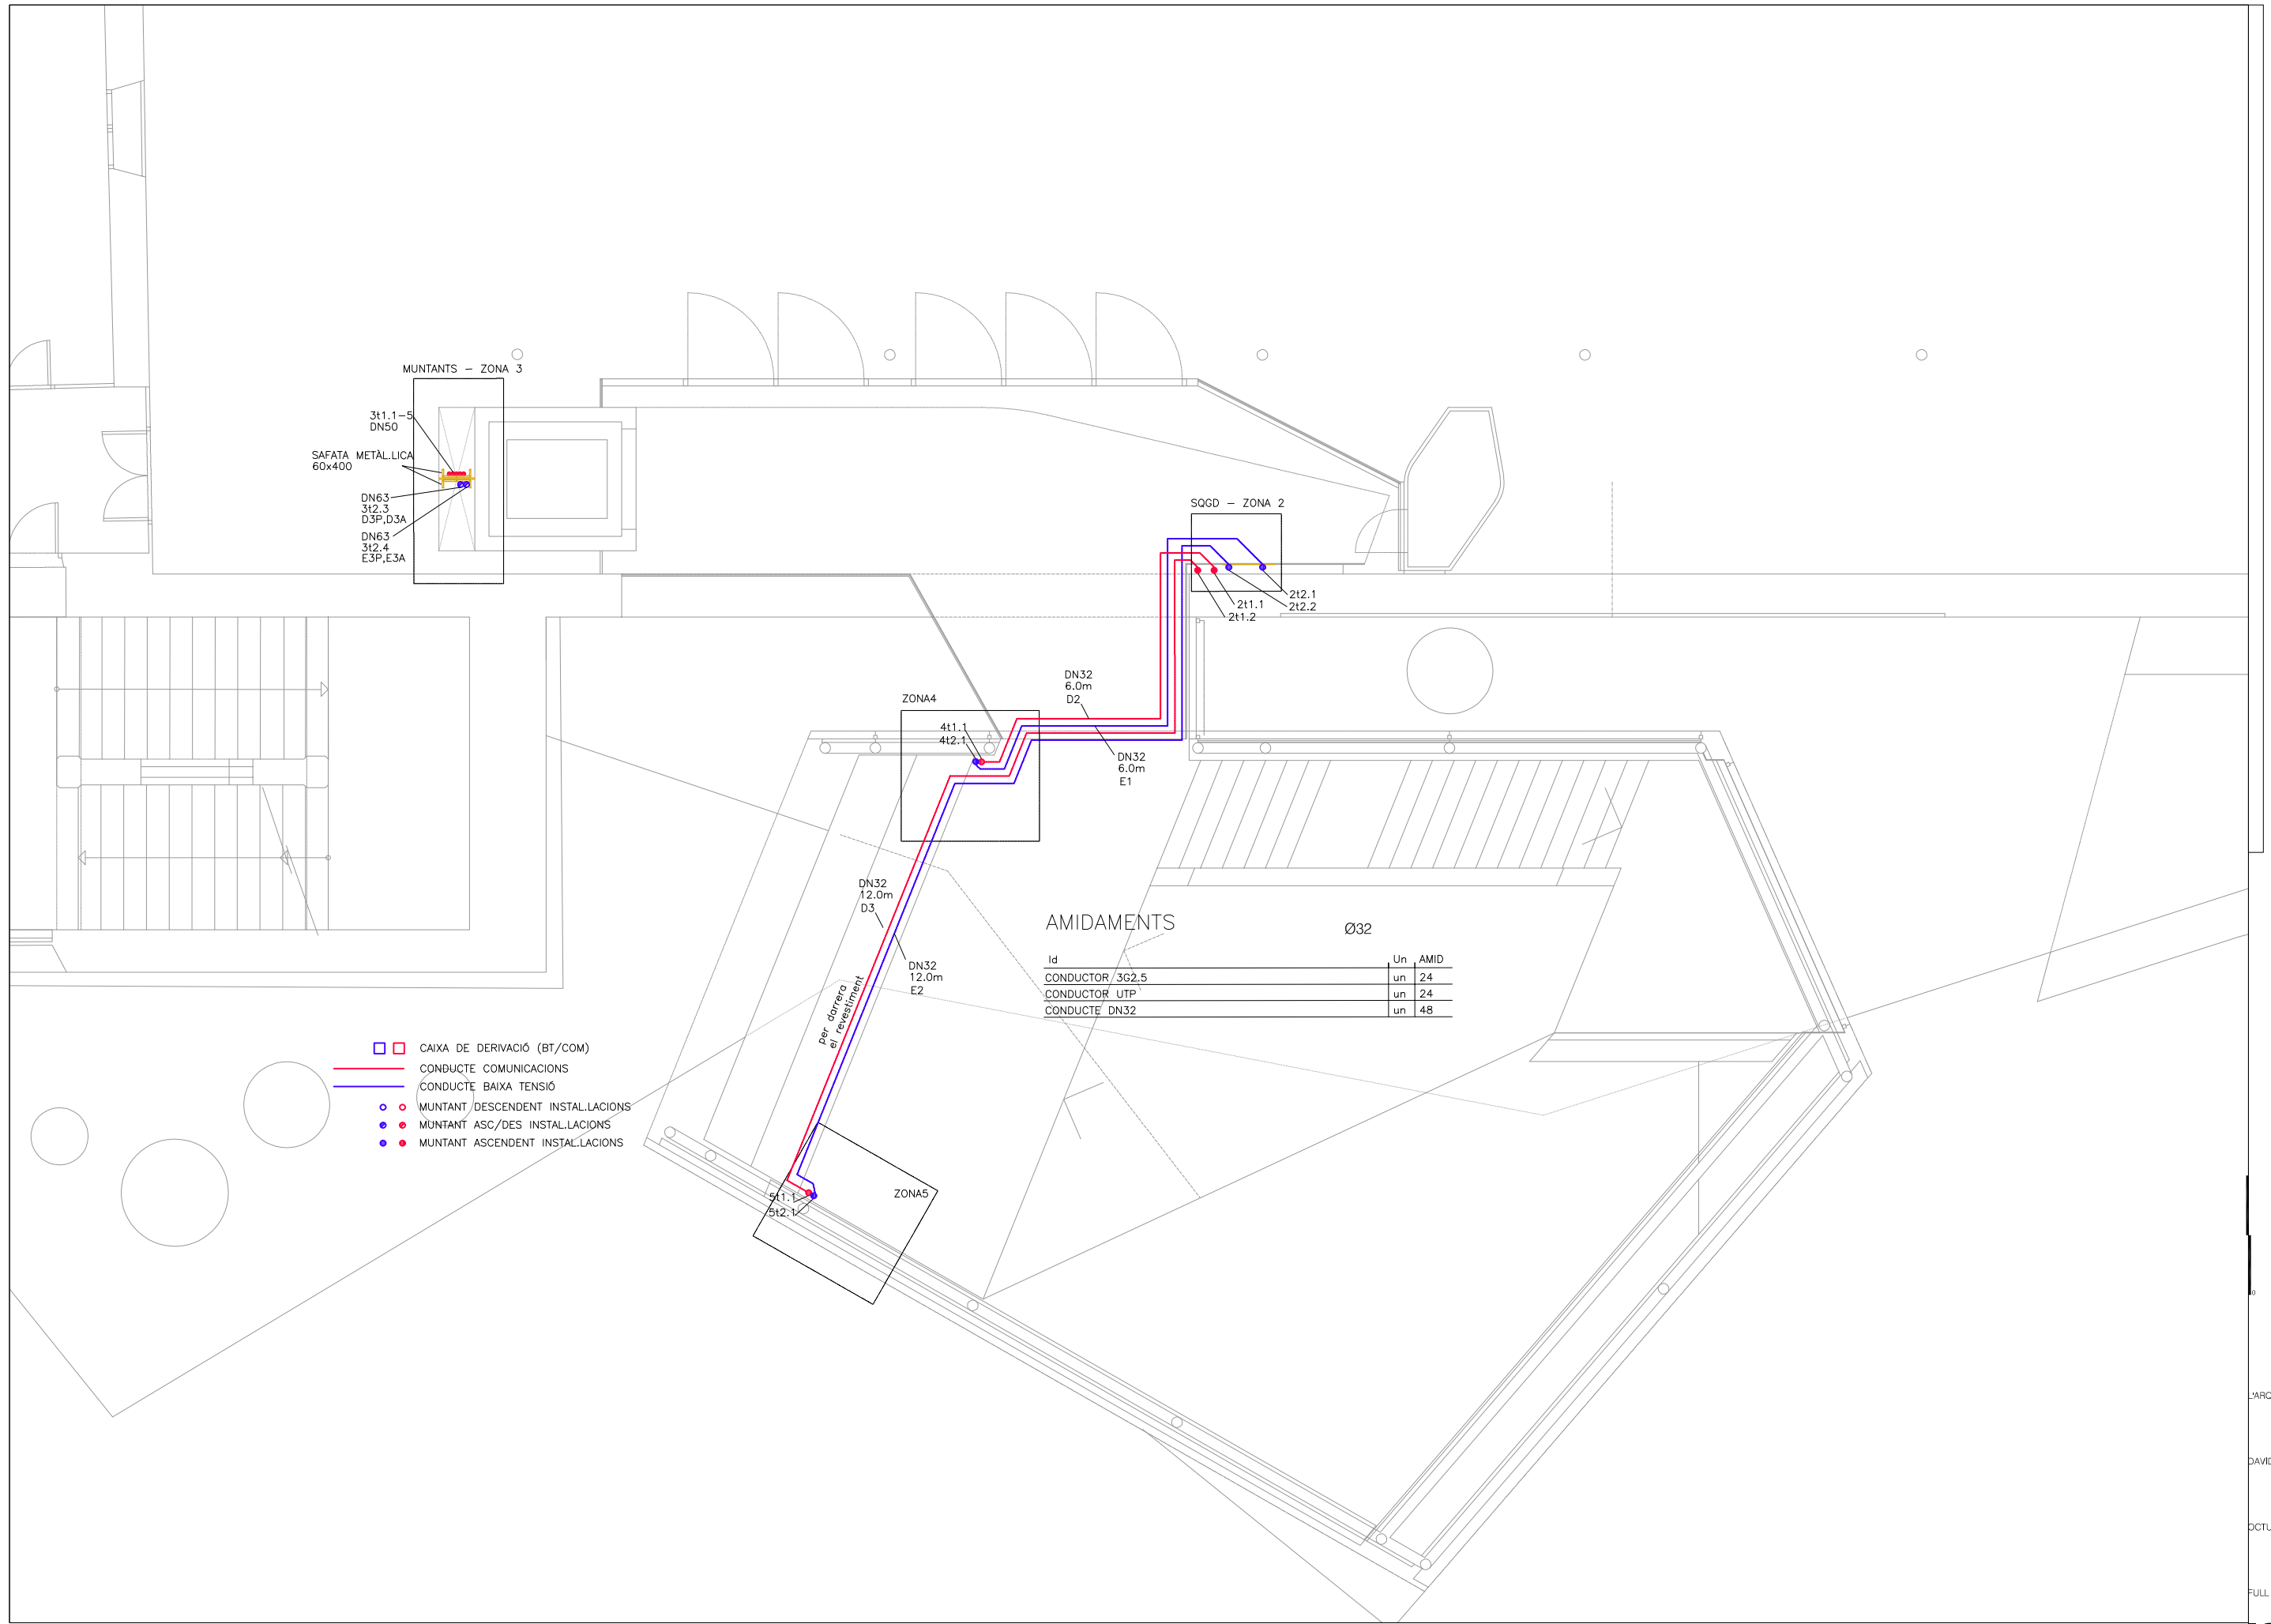 MUNTANTS - ZONA 3
3t1.1-5
DN50
SAFATA METÀL.LICA
60x400
DN63
3t2.3
D3P,D3A
DN63
3t2.4
E3P,E3A
SQGD - ZONA 2
2t2.1
2t2.2
2t1.1
2t1.2
DN32
6.0m
D2
ZONA4
4t1.1
4t2.1
DN32
6.0m
E1
DN32
12.0m
D3
DN32
12.0m
E2
per darrera
el revestiment
AMIDAMENTS
Ø32
Id Un AMID
CONDUCTOR 3G2.5 un 24
CONDUCTOR UTP un 24
CONDUCTE DN32 un 48
CAIXA DE DERIVACIÓ (BT/COM)
CONDUCTE COMUNICACIONS
CONDUCTE BAIXA TENSIÓ
MUNTANT DESCENDENT INSTAL.LACIONS
MUNTANT ASC/DES INSTAL.LACIONS
MUNTANT ASCENDENT INSTAL.LACIONS
ZONA5
5t1.1
5t2.1
0
L'ARQ
DAVID
OCTU
FULL